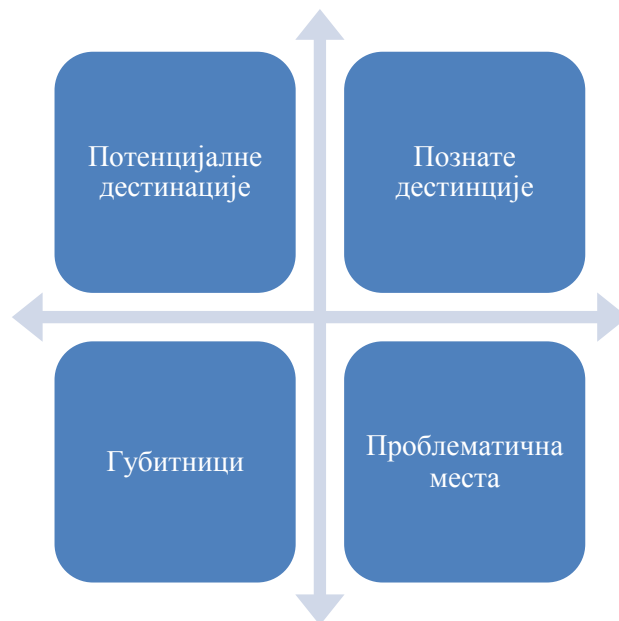 Потенцијалне
дестинације
Познате
дестинције
Губитници
Проблематична
места